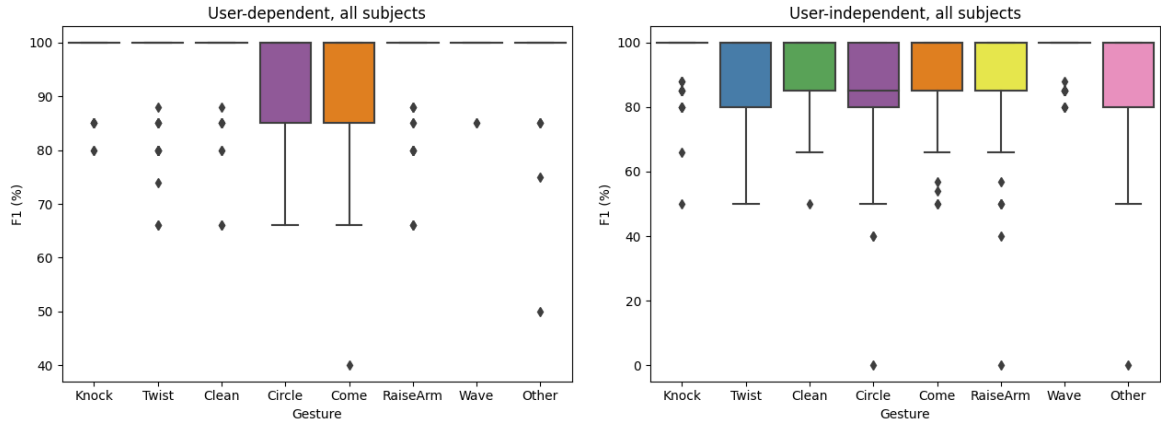 User-dependent, all subjects
100
90
80
70
60
50
40
F1 (%)
Knock Twist Clean Circle Come RaiseArm Wave Other
Gesture
User-independent, all subjects
100
80
60
40
20
0
F1 (%)
Knock Twist Clean Circle Come RaiseArm Wave Other
Gesture